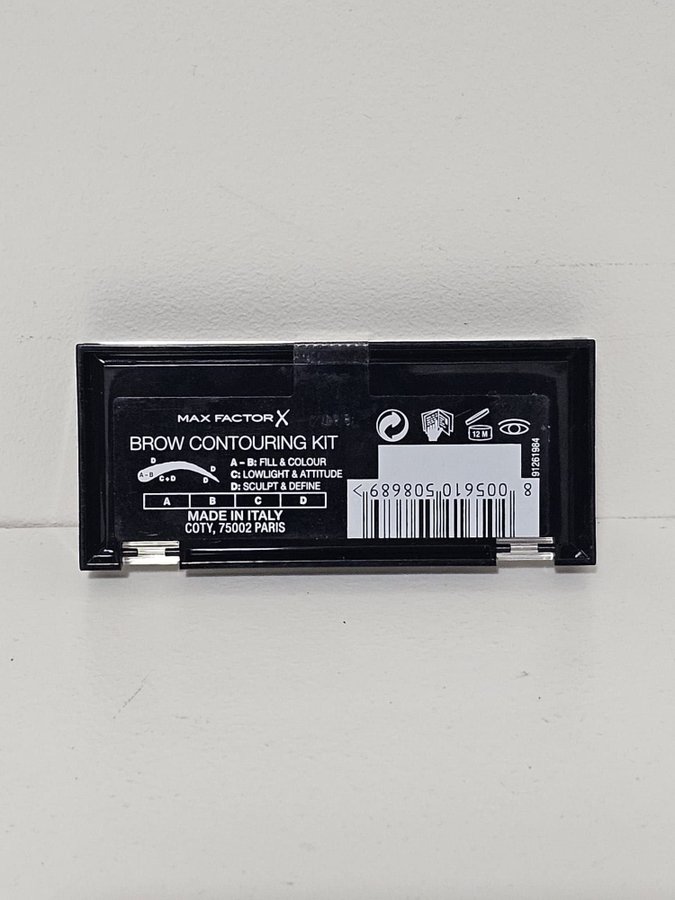 MAX FACTOR X
BROW CONTOURING KIT
D
A-B
C+D
D
D
A – B: FILL & COLOUR
C: LOWLIGHT & ATTITUDE
D: SCULPT & DEFINE
A B C D
MADE IN ITALY
COTY, 75002 PARIS
12 M
91261984
8 005610 508689>